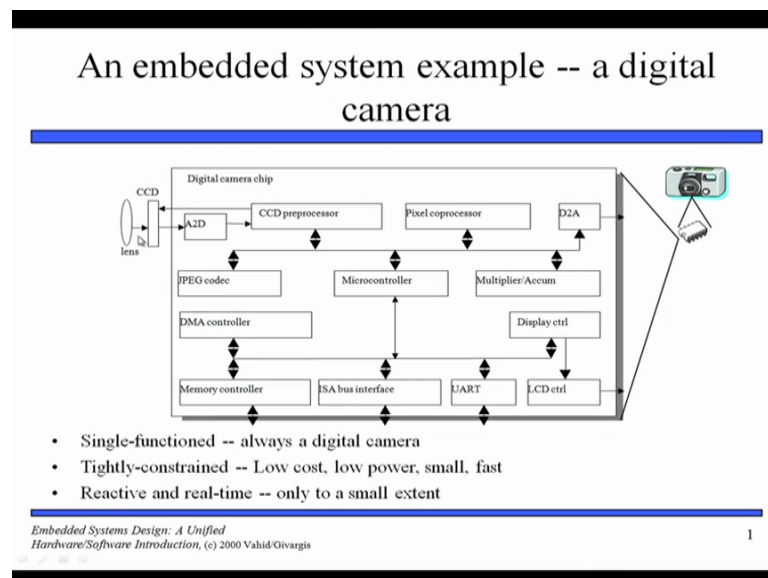 An embedded system example -- a digital
camera
Digital camera chip
CCD
lens
A2D
CCD preprocessor
Pixel coprocessor
D2A
JPEG codec
Microcontroller
Multiplier/Accum
DMA controller
Display ctrl
Memory controller
ISA bus interface
UART
LCD ctrl
• Single-functioned -- always a digital camera
• Tightly-constrained -- Low cost, low power, small, fast
• Reactive and real-time -- only to a small extent
Embedded Systems Design: A Unified
Hardware/Software Introduction, (c) 2000 Vahid/Givargis
1